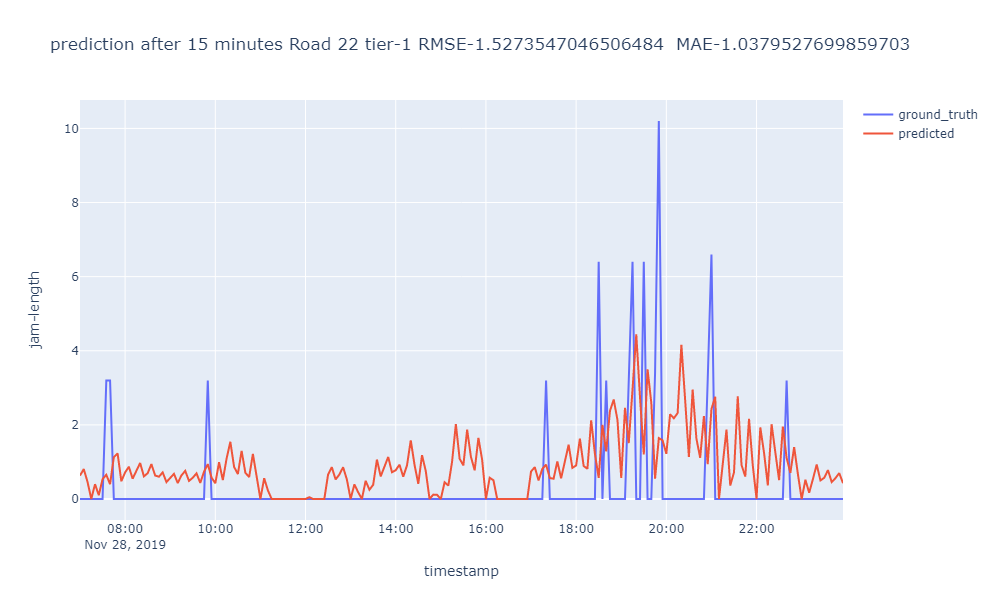 prediction after 15 minutes Road 22 tier-1 RMSE-1.5273547046506484  MAE-1.0379527699859703
ground_truth
predicted
10
8
6
4
2
0
jam-length
08:00
10:00
12:00
14:00
16:00
18:00
20:00
22:00
Nov 28, 2019
timestamp